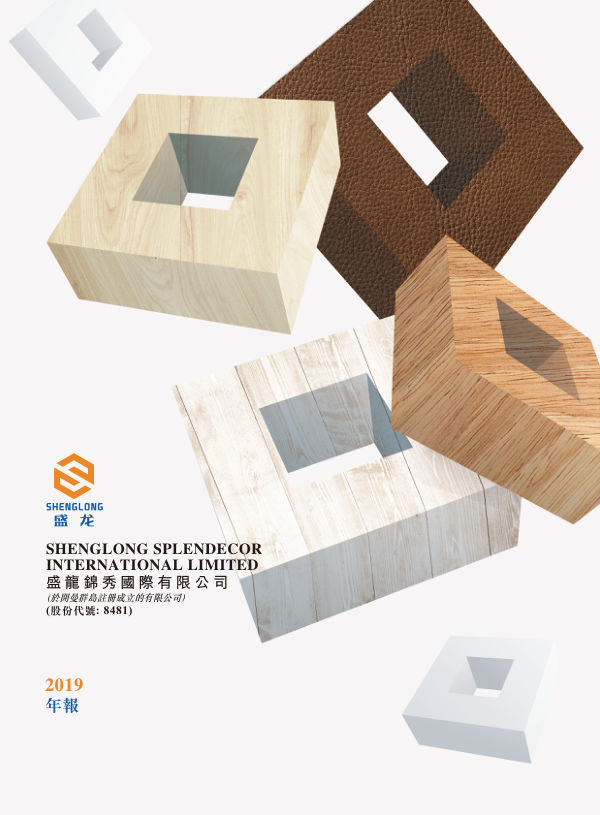 SHENGLONG
盛龙
SHENGLONG SPLENDECOR
INTERNATIONAL LIMITED
盛龍錦秀國際有限公司
(於開曼群島註冊成立的有限公司)
(股份代號: 8481)
2019
年報